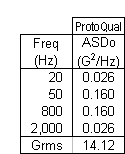 ProtoQual
Freq ASDo
(Hz) (G²/Hz)
20 0.026
50 0.160
800 0.160
2,000 0.026
Grms 14.12